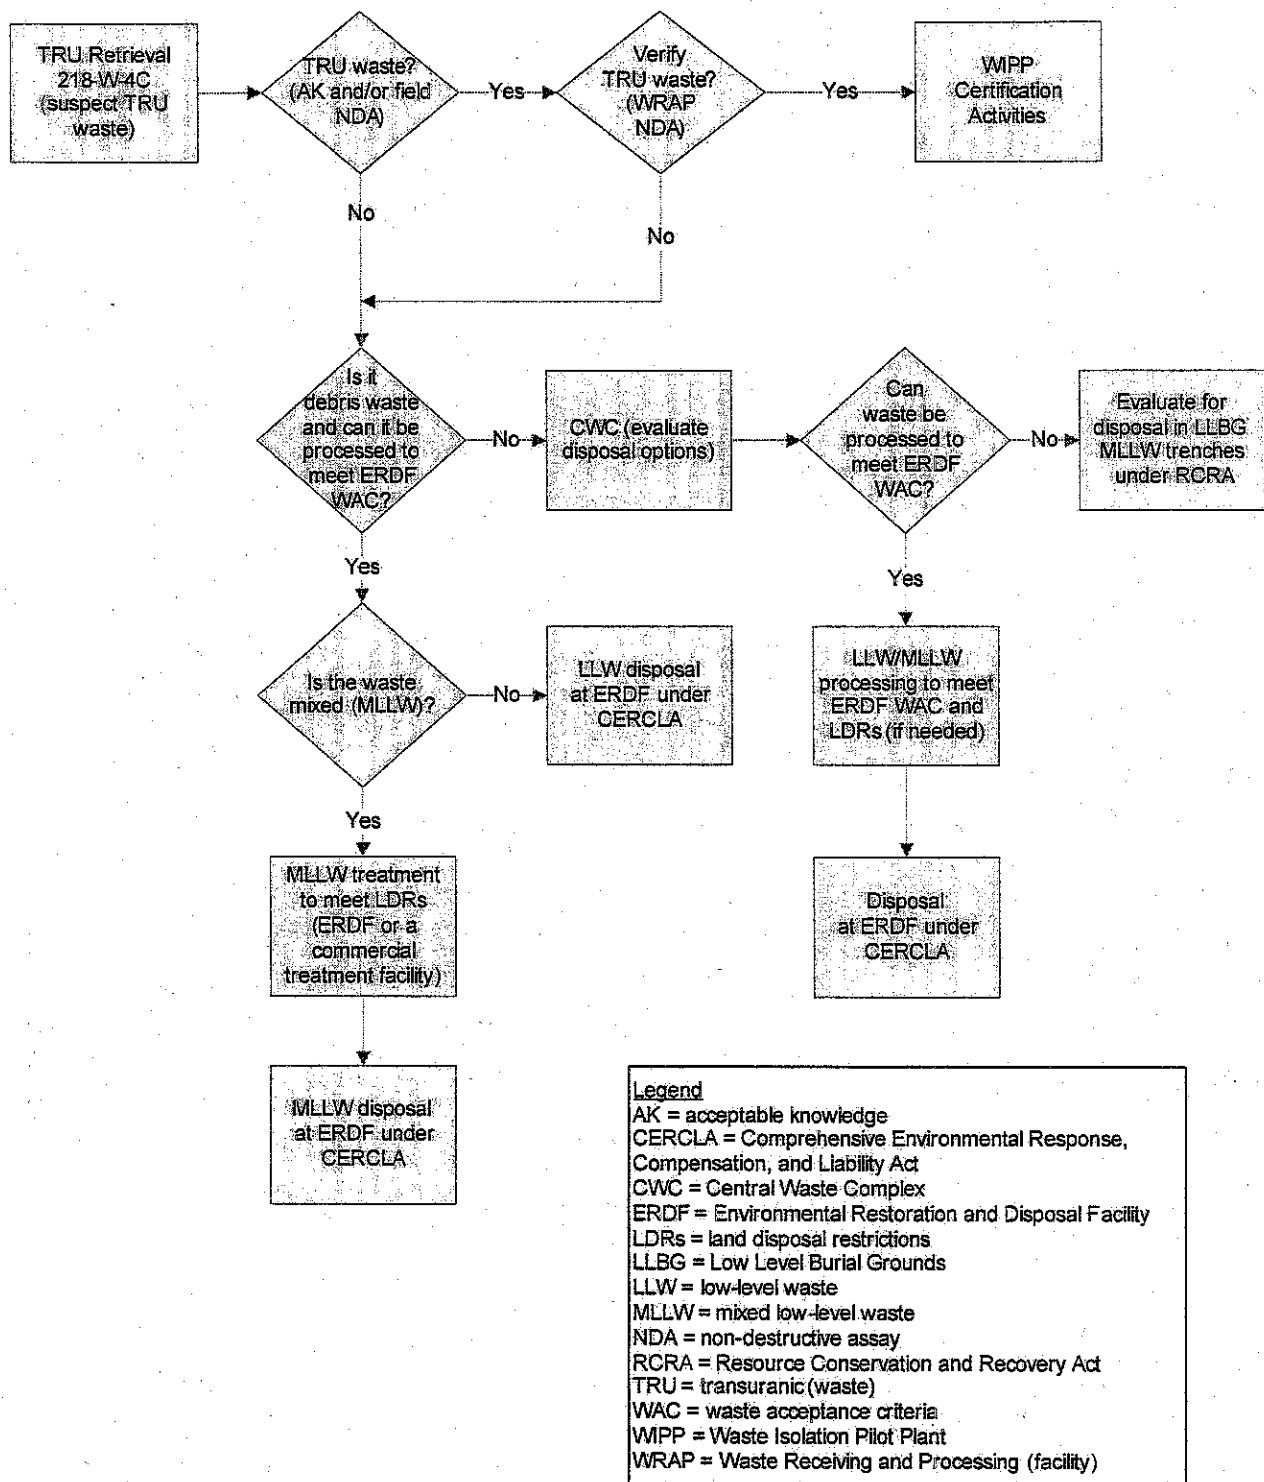 TRU Retrieval
218-W-4C
(suspect TRU
waste)
TRU waste?
(AK and/or field
NDA)
Yes
Verify
TRU waste?
(WRAP
NDA)
Yes
WIPP
Certification
Activities
No
No
Is it
debris waste
and can it be
processed to
meet ERDF
WAC?
No
CWC (evaluate
disposal options)
Can
waste be
processed to
meet ERDF
WAC?
No
Evaluate for
disposal in LLBG
MLLW trenches
under RCRA
Yes
Yes
Is the waste
mixed (MLLW)?
No
LLW disposal
at ERDF under
CERCLA
LLW/MLLW
processing to meet
ERDF WAC and
LDRs (if needed)
Yes
MLLW treatment
to meet LDRs
(ERDF or a
commercial
treatment facility)
Disposal
at ERDF under
CERCLA
MLLW disposal
at ERDF under
CERCLA
Legend
AK = acceptable knowledge
CERCLA = Comprehensive Environmental Response,
Compensation, and Liability Act
CWC = Central Waste Complex
ERDF = Environmental Restoration and Disposal Facility
LDRs = land disposal restrictions
LLBG = Low Level Burial Grounds
LLW = low-level waste
MLLW = mixed low-level waste
NDA = non-destructive assay
RCRA = Resource Conservation and Recovery Act
TRU = transuranic (waste)
WAC = waste acceptance criteria
WIPP = Waste Isolation Pilot Plant
WRAP = Waste Receiving and Processing (facility)